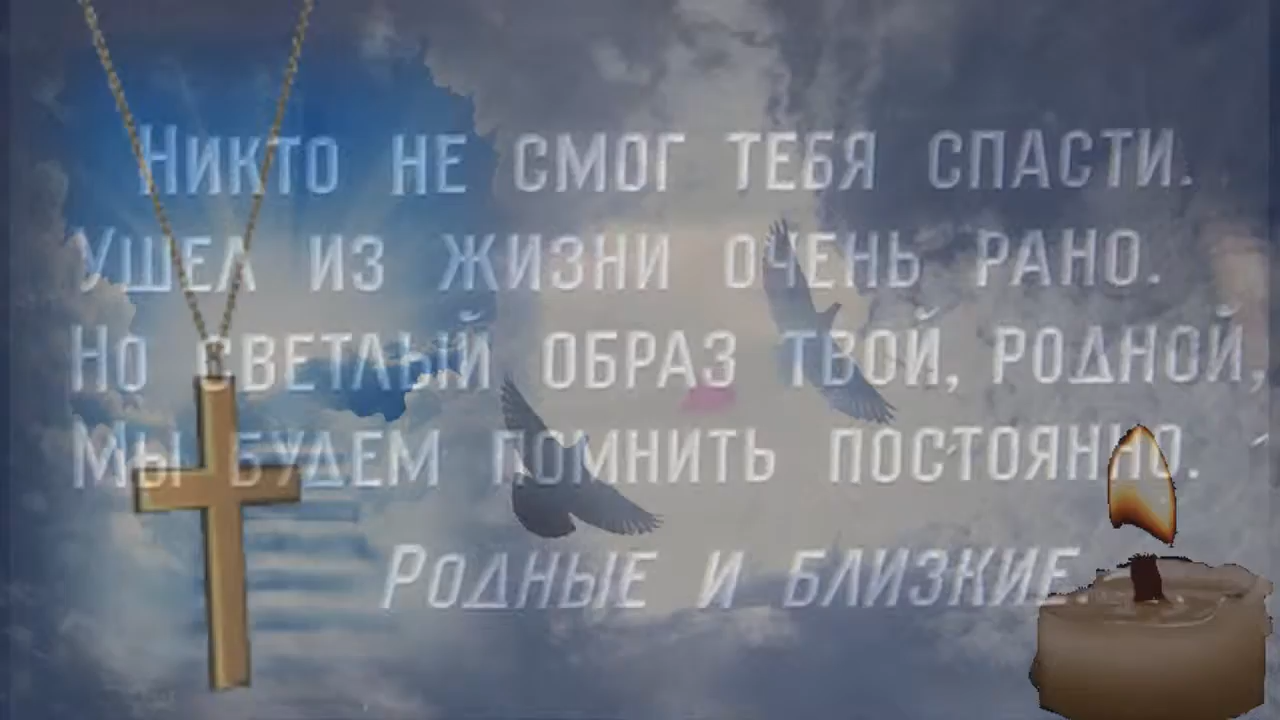 Никто не смог тебя спасти.
Ушел из жизни очень рано.
Но светлый образ твой, родной,
Мы будем помнить постоянно.
Родные и близкие.